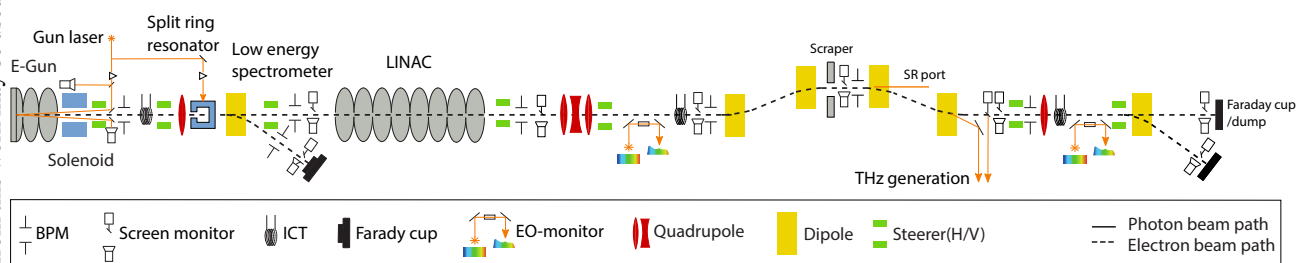 Gun laser
Split ring
resonator
E-Gun
Low energy
spectrometer
LINAC
Solenoid
Scraper
SR port
THz generation
Faraday cup
/dump
BPM
Screen monitor
ICT
Farady cup
EO-monitor
Quadrupole
Dipole
Steerer(H/V)
Photon beam path
Electron beam path